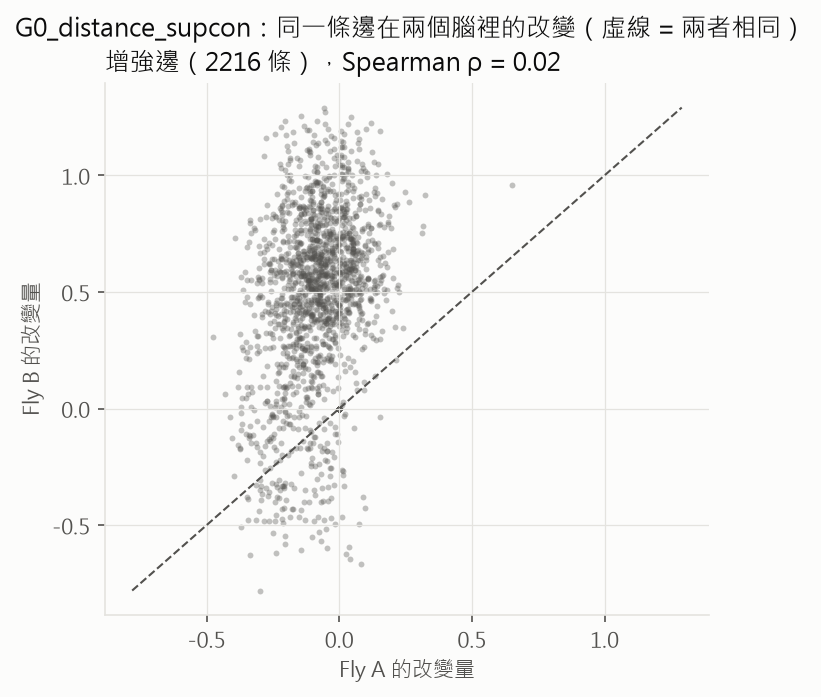 G0_distance_supcon：同一條邊在兩個腦裡的改變（虛線 = 兩者相同）
增強邊（2216 條），Spearman ρ = 0.02
1.0
0.5
0.0
-0.5
Fly B 的改變量
-0.5
0.0
0.5
1.0
Fly A 的改變量